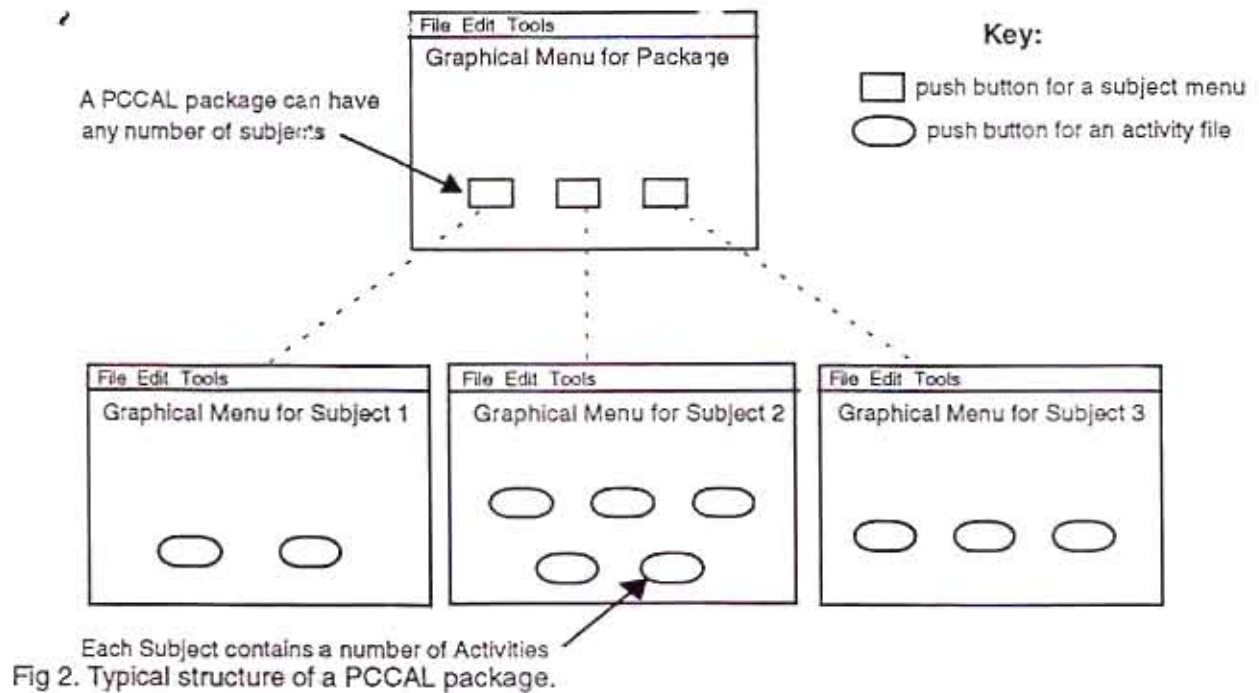 File Edit Tools
Graphical Menu for Package
Key:
push button for a subject menu
push button for an activity file
A PCCAL package can have
any number of subjects
File Edit Tools
Graphical Menu for Subject 1
File Edit Tools
Graphical Menu for Subject 2
File Edit Tools
Graphical Menu for Subject 3
Each Subject contains a number of Activities
Fig 2. Typical structure of a PCCAL package.